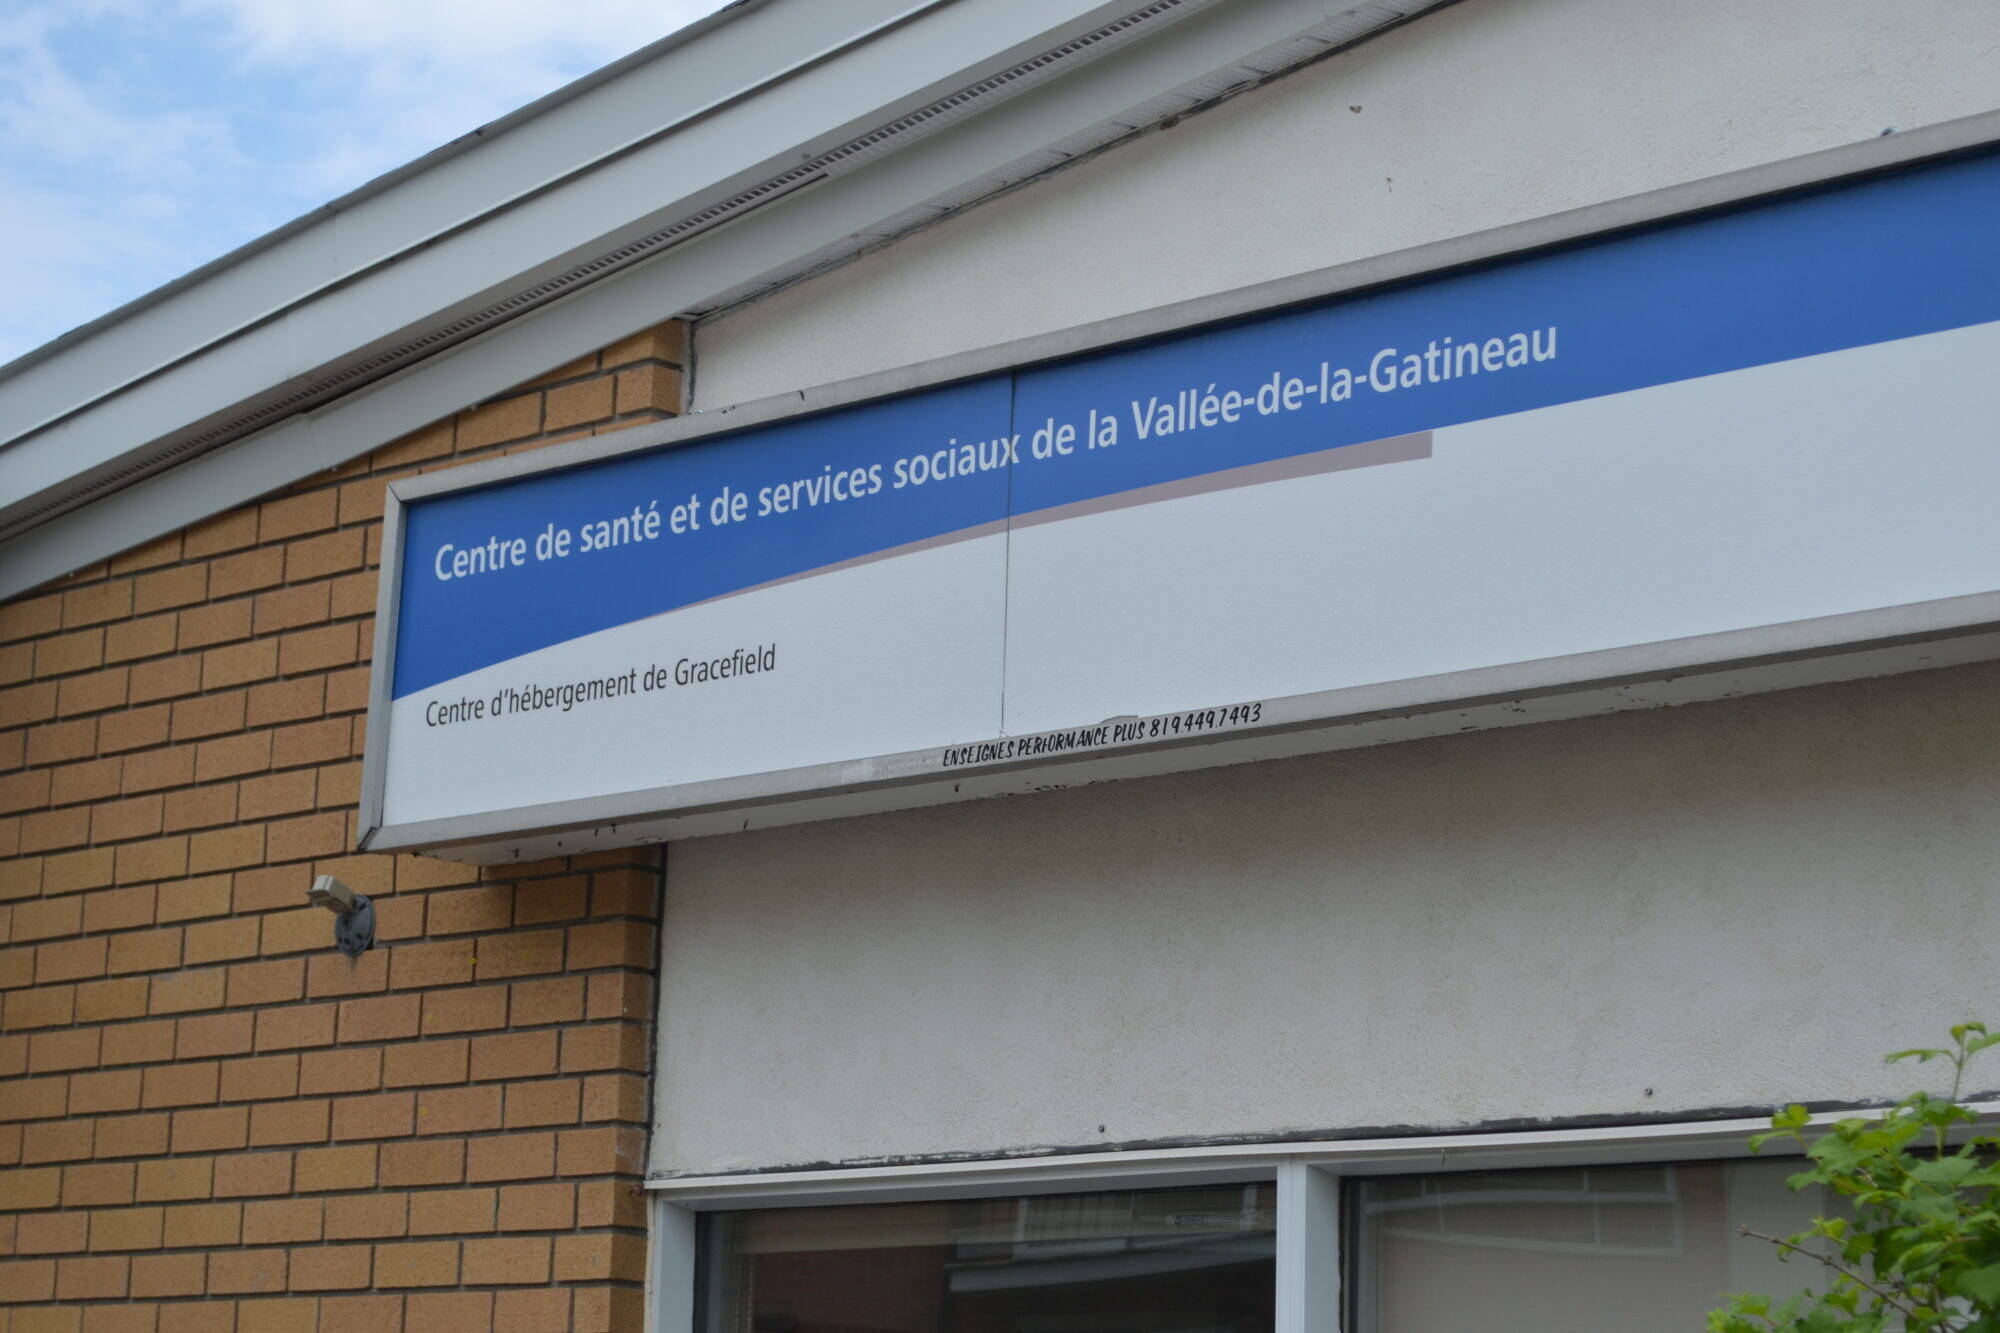 Centre de santé et de services sociaux de la Vallée-de-la-Gatineau
Centre d'hébergement de Gracefield
ENSEIGNES PERFORMANCE PLUS 819.449.7493